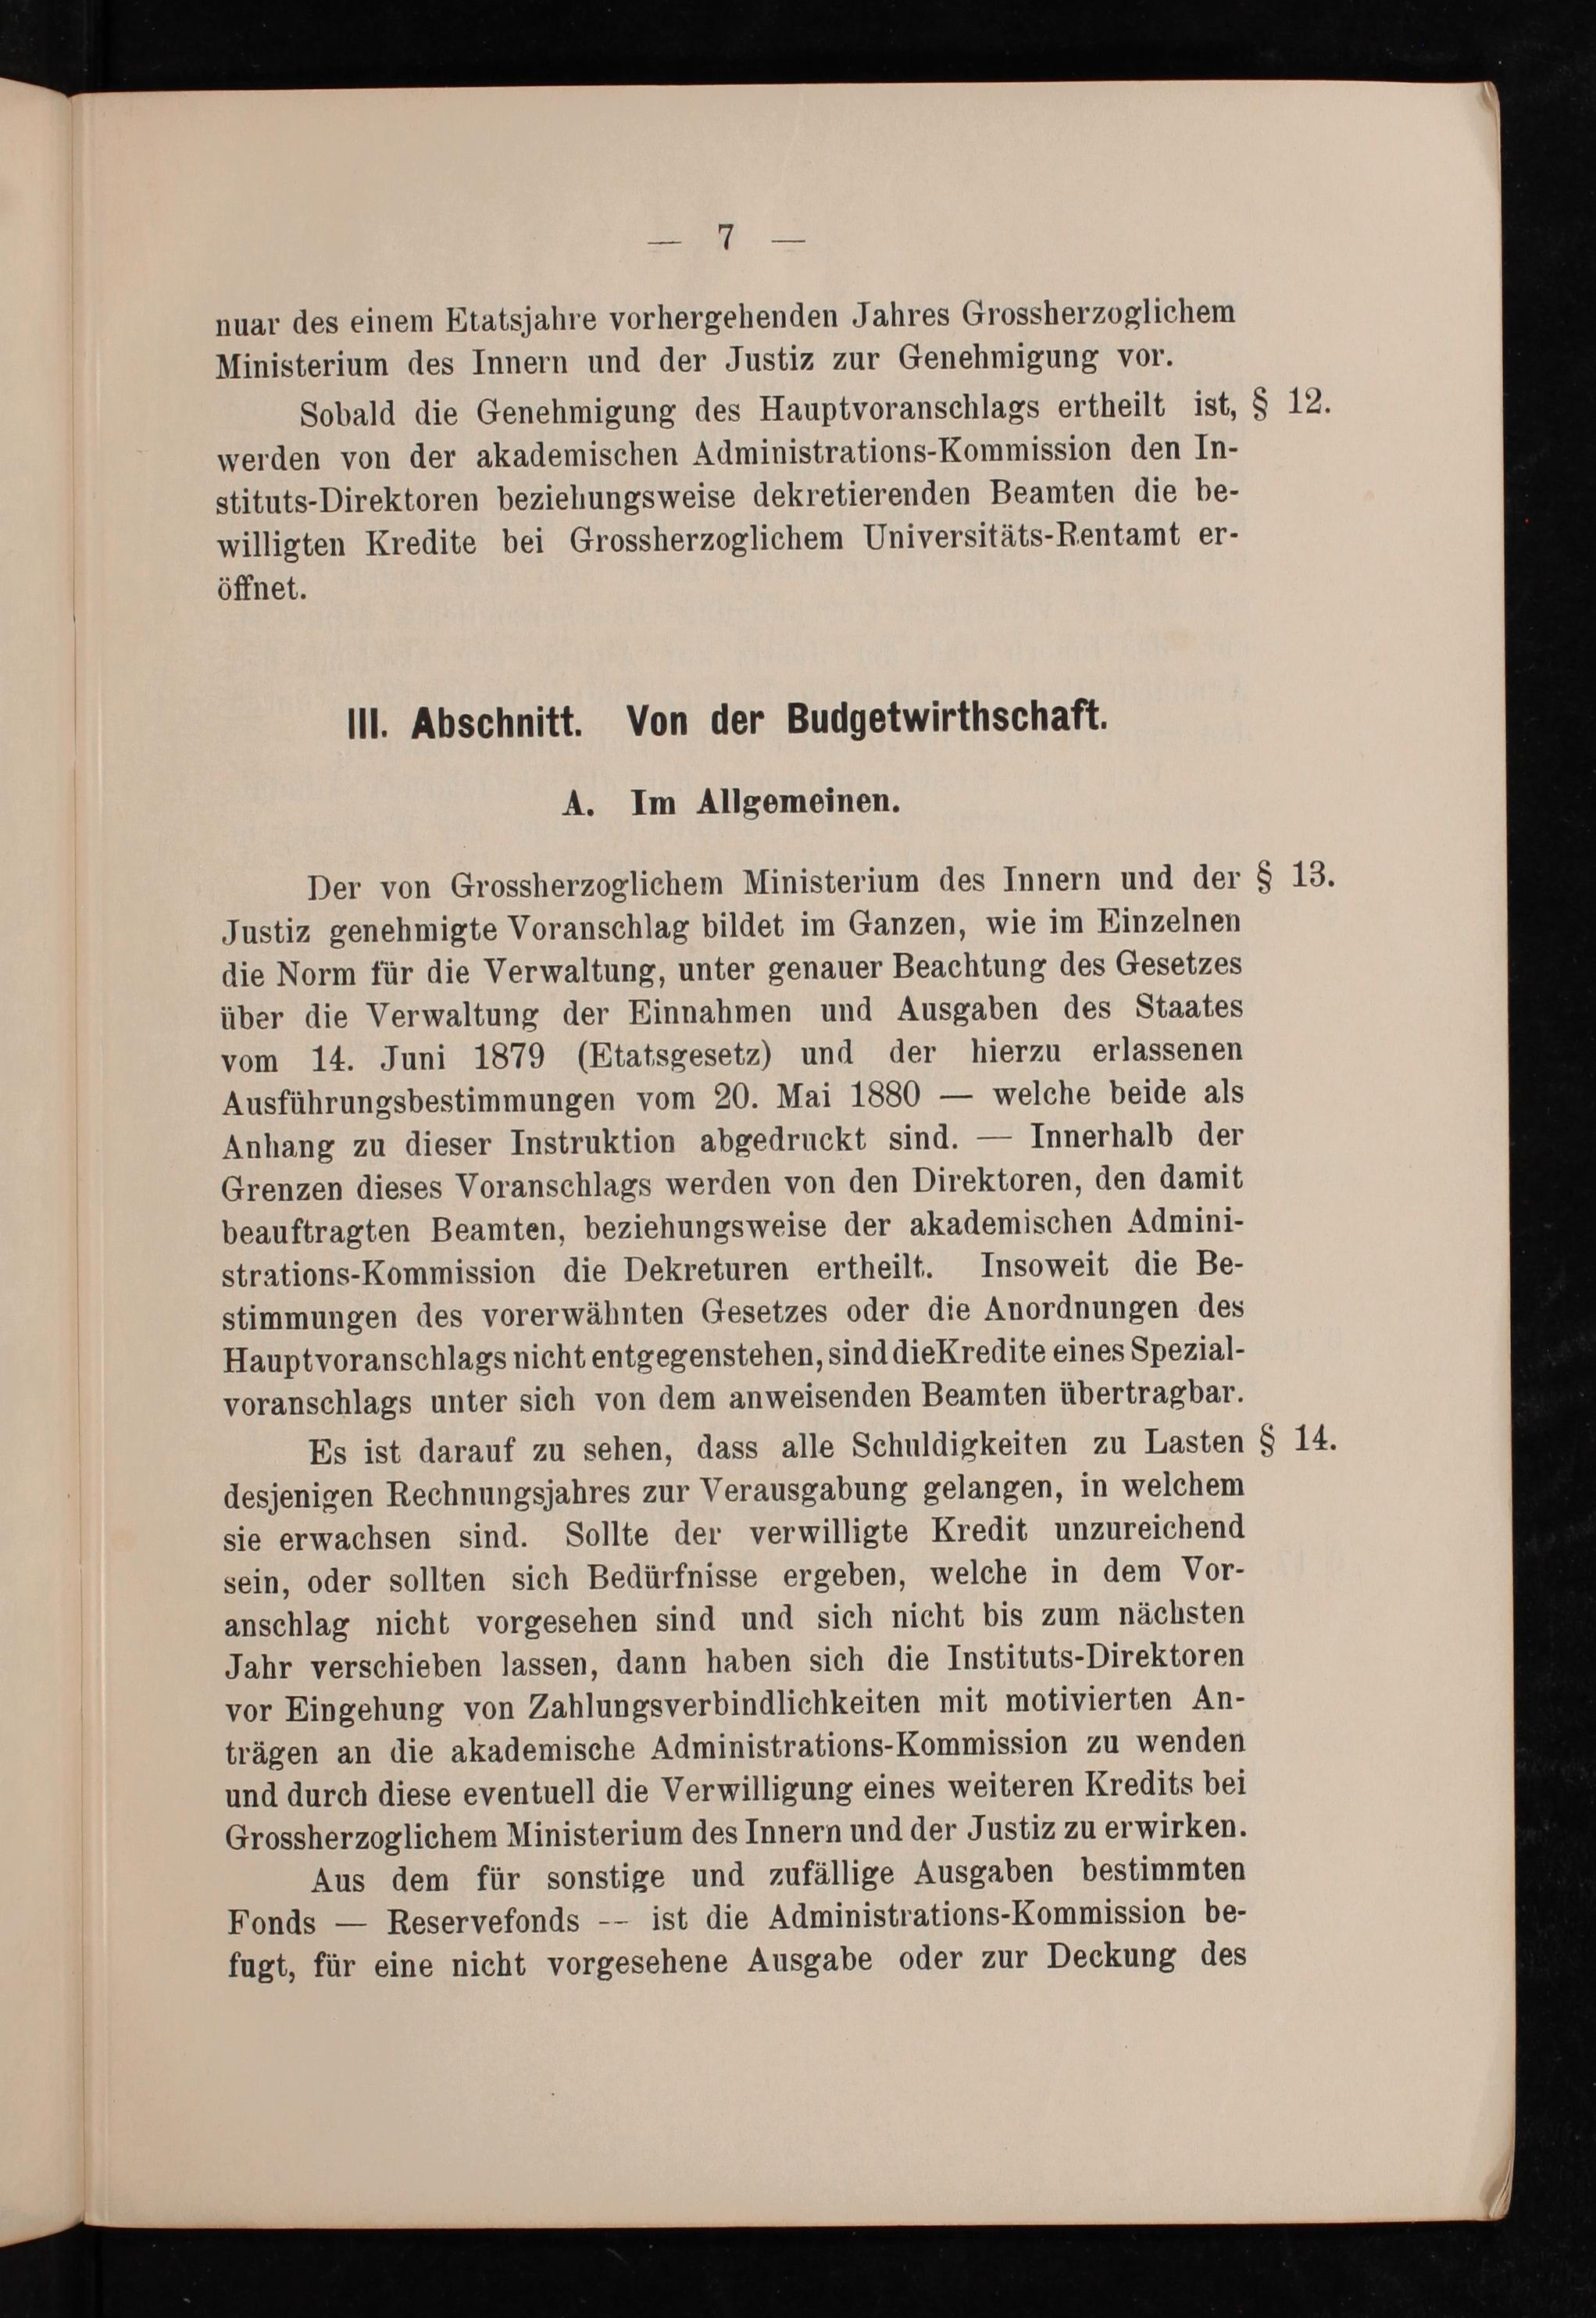 — 7 —
nuar des einem Etatsjahre vorhergehenden Jahres Grossherzoglichem
Ministerium des Innern und der Justiz zur Genehmigung vor.
Sobald die Genehmigung des Hauptvoranschlags ertheilt ist, § 12.
werden von der akademischen Administrations-Kommission den In-
stituts-Direktoren beziehungsweise dekretierenden Beamten die be-
willigten Kredite bei Grossherzoglichem Universitäts-Rentamt er-
öffnet.
III. Abschnitt. Von der Budgetwirthschaft.
A. Im Allgemeinen.
Der von Grossherzoglichem Ministerium des Innern und der § 13.
Justiz genehmigte Voranschlag bildet im Ganzen, wie im Einzelnen
die Norm für die Verwaltung, unter genauer Beachtung des Gesetzes
über die Verwaltung der Einnahmen und Ausgaben des Staates
vom 14. Juni 1879 (Etatsgesetz) und der hierzu erlassenen
Ausführungsbestimmungen vom 20. Mai 1880 — welche beide als
Anhang zu dieser Instruktion abgedruckt sind. — Innerhalb der
Grenzen dieses Voranschlags werden von den Direktoren, den damit
beauftragten Beamten, beziehungsweise der akademischen Admini-
strations-Kommission die Dekreturen ertheilt. Insoweit die Be-
stimmungen des vorerwähnten Gesetzes oder die Anordnungen des
Hauptvoranschlags nicht entgegenstehen, sind dieKredite eines Spezial-
voranschlags unter sich von dem anweisenden Beamten übertragbar.
Es ist darauf zu sehen, dass alle Schuldigkeiten zu Lasten § 14.
desjenigen Rechnungsjahres zur Verausgabung gelangen, in welchem
sie erwachsen sind. Sollte der verwilligte Kredit unzureichend
sein, oder sollten sich Bedürfnisse ergeben, welche in dem Vor-
anschlag nicht vorgesehen sind und sich nicht bis zum nächsten
Jahr verschieben lassen, dann haben sich die Instituts-Direktoren
vor Eingehung von Zahlungsverbindlichkeiten mit motivierten An-
trägen an die akademische Administrations-Kommission zu wenden
und durch diese eventuell die Verwilligung eines weiteren Kredits bei
Grossherzoglichem Ministerium des Innern und der Justiz zu erwirken.
Aus dem für sonstige und zufällige Ausgaben bestimmten
Fonds — Reservefonds -- ist die Administrations-Kommission be-
fugt, für eine nicht vorgesehene Ausgabe oder zur Deckung des